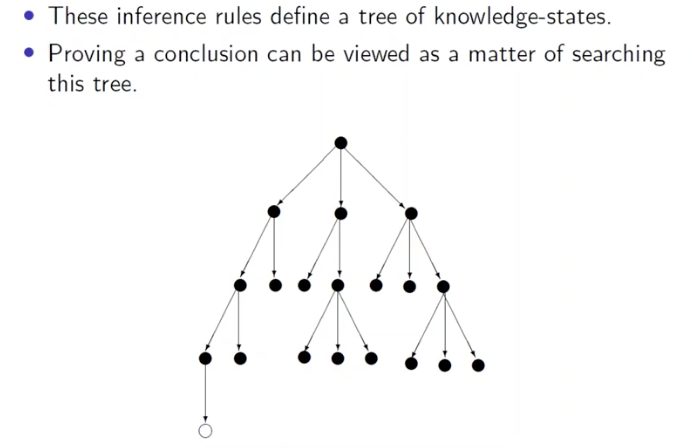 • These inference rules define a tree of knowledge-states.
• Proving a conclusion can be viewed as a matter of searching
this tree.